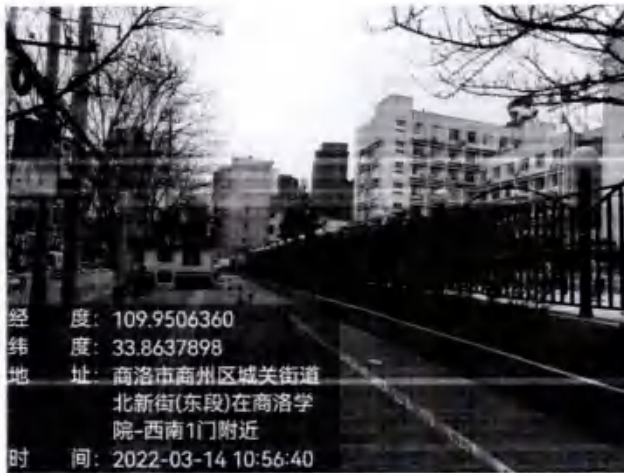 经 度: 109.9506360
纬 度: 33.8637898
地 址: 商洛市商州区城关街道
北新街(东段)在商洛学
院-西南1门附近
时 间: 2022-03-14 10:56:40